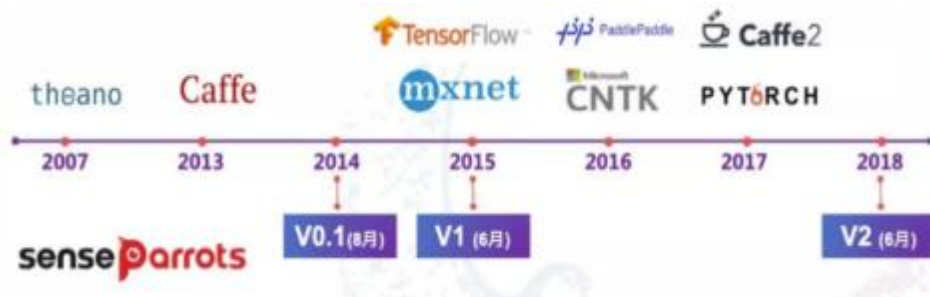 TensorFlow PaddlePaddle Caffe2
theano Caffe mxnet Microsoft CNTK PYTORCH
2007 2013 2014 2015 2016 2017 2018
V0.1(8月) V1 (6月) V2 (6月)
senseParrots